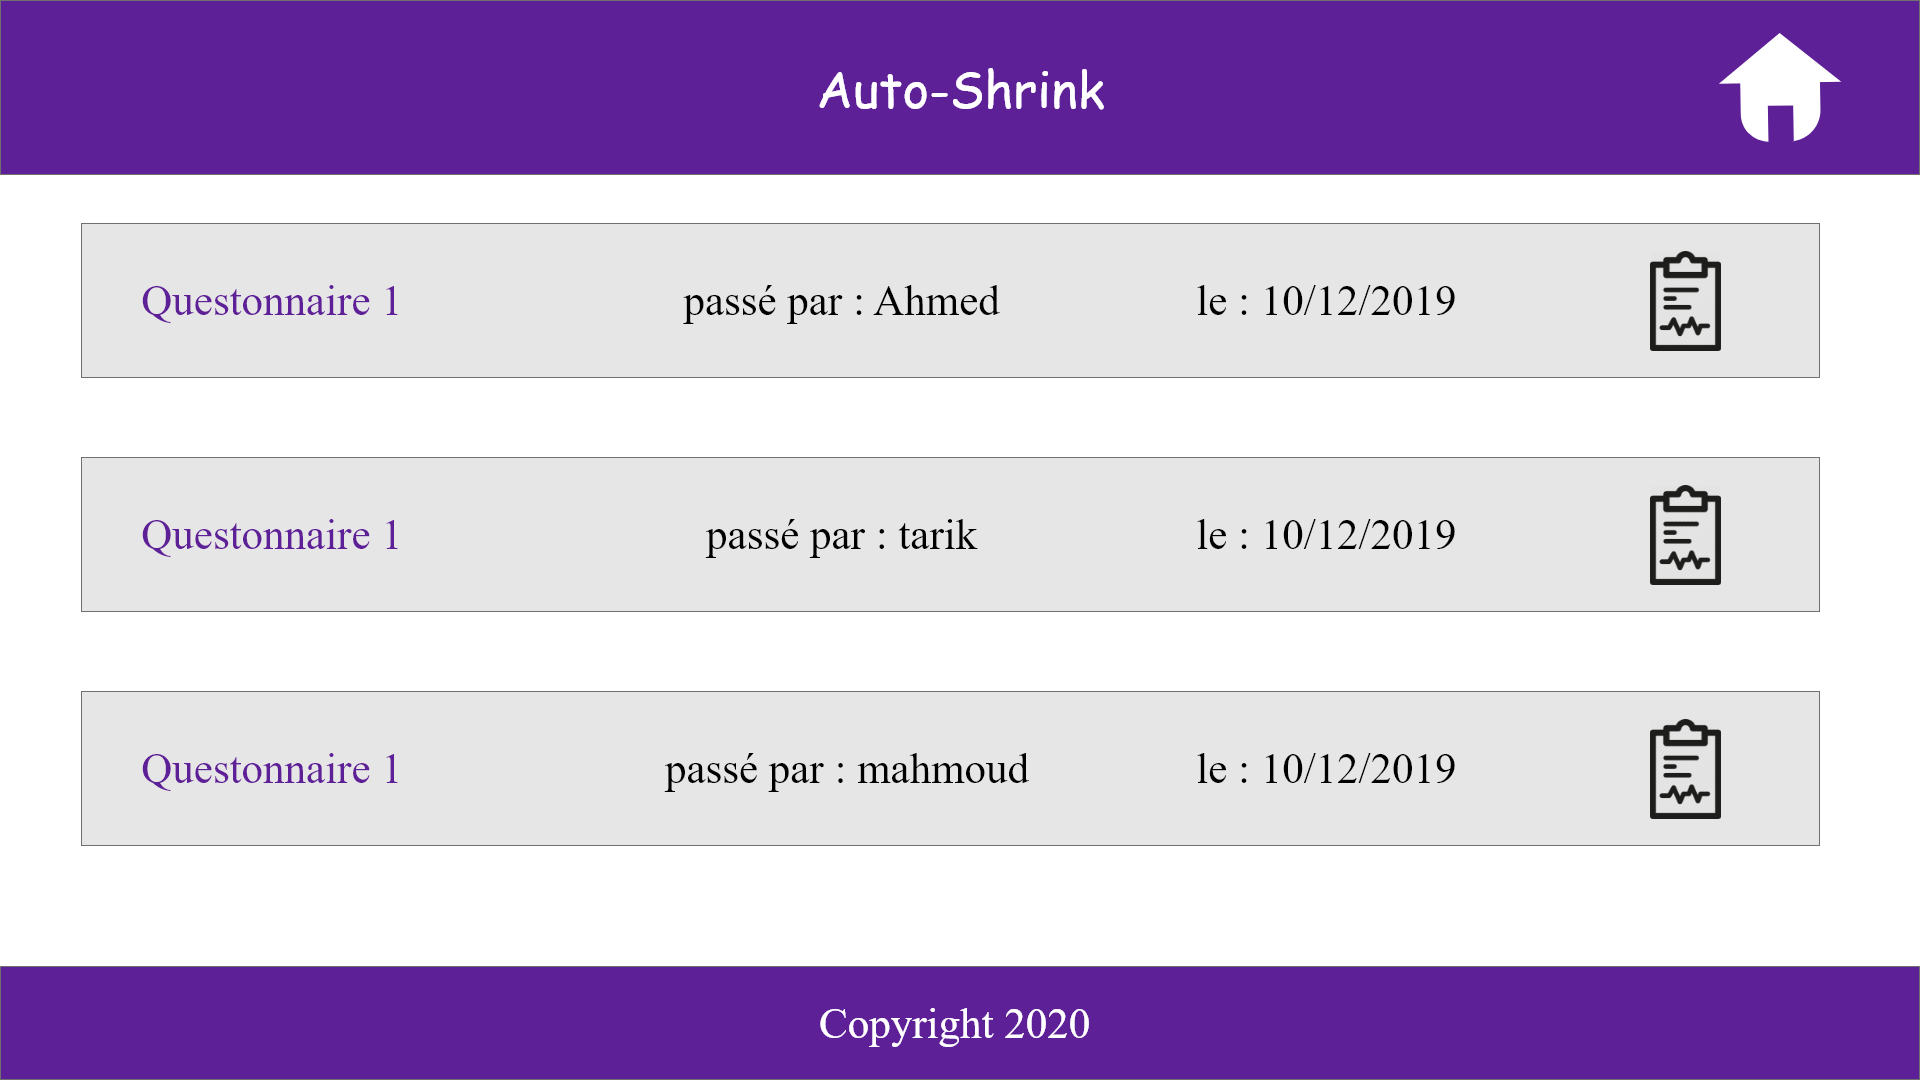 Auto-Shrink
Questonnaire 1 passé par : Ahmed le : 10/12/2019
Questonnaire 1 passé par : tarik le : 10/12/2019
Questonnaire 1 passé par : mahmoud le : 10/12/2019
Copyright 2020